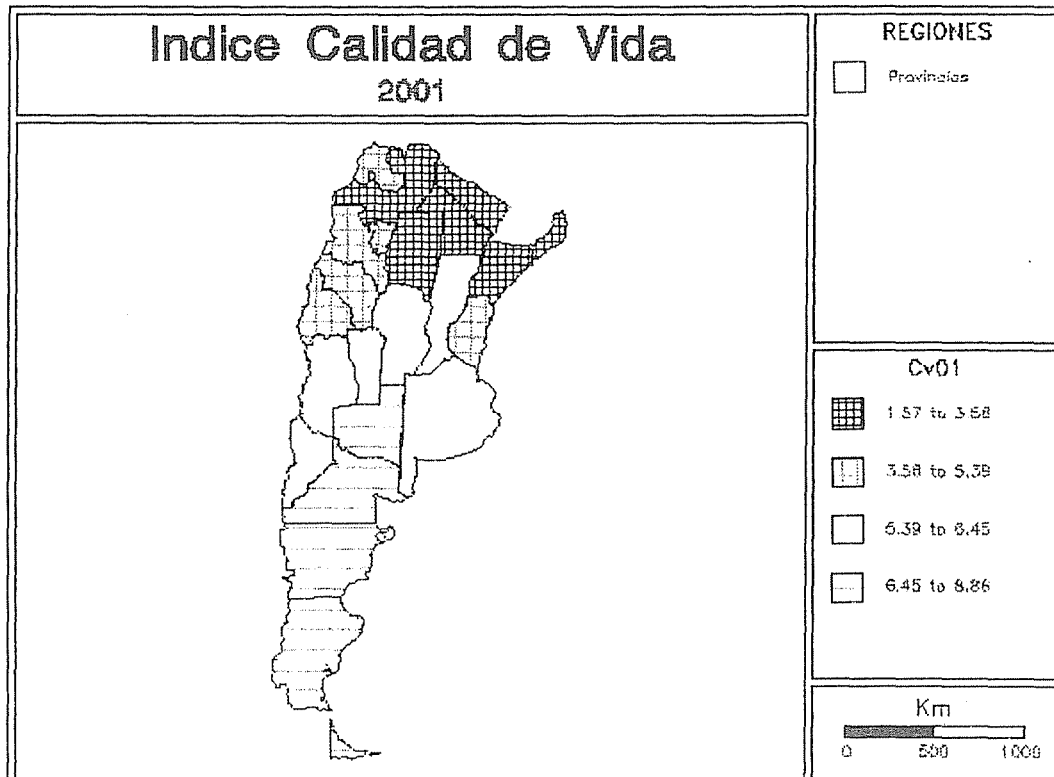 Indice Calidad de Vida
2001
REGIONES
Provincias
Cv01
1.57 to 3.58
3.58 to 5.39
5.39 to 6.45
6.45 to 8.86
Km
0 500 1000